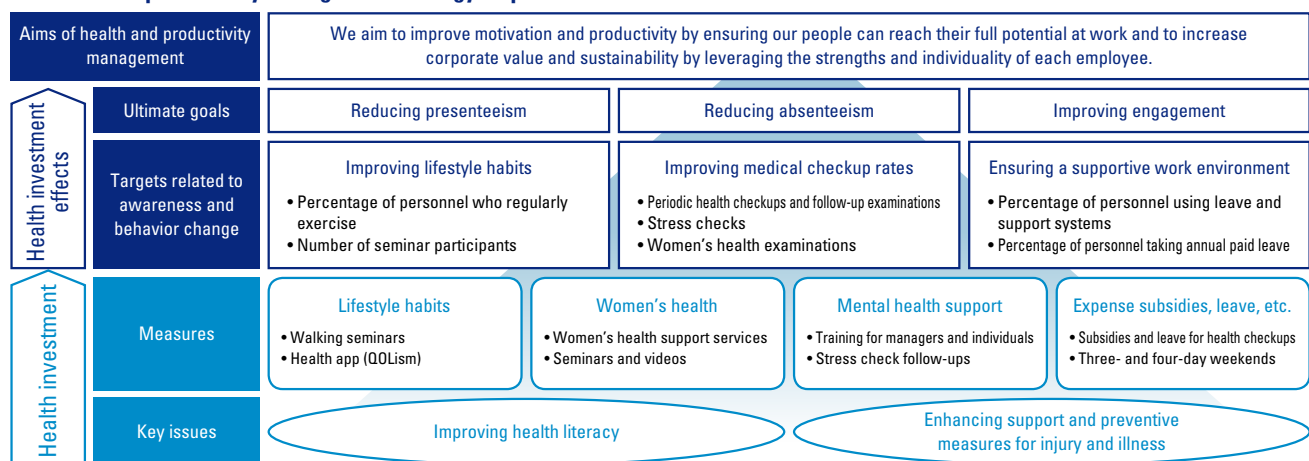 Aims of health and productivity
management
We aim to improve motivation and productivity by ensuring our people can reach their full potential at work and to increase
corporate value and sustainability by leveraging the strengths and individuality of each employee.
Health investment
effects
Ultimate goals
Reducing presenteeism
Reducing absenteeism
Improving engagement
Targets related to
awareness and
behavior change
Improving lifestyle habits
• Percentage of personnel who regularly
exercise
• Number of seminar participants
Improving medical checkup rates
• Periodic health checkups and follow-up examinations
• Stress checks
• Women's health examinations
Ensuring a supportive work environment
• Percentage of personnel using leave and
support systems
• Percentage of personnel taking annual paid leave
Health investment
Measures
Lifestyle habits
• Walking seminars
• Health app (QOLism)
Women's health
• Women's health support services
• Seminars and videos
Mental health support
• Training for managers and individuals
• Stress check follow-ups
Expense subsidies, leave, etc.
• Subsidies and leave for health checkups
• Three- and four-day weekends
Key issues
Improving health literacy
Enhancing support and preventive
measures for injury and illness